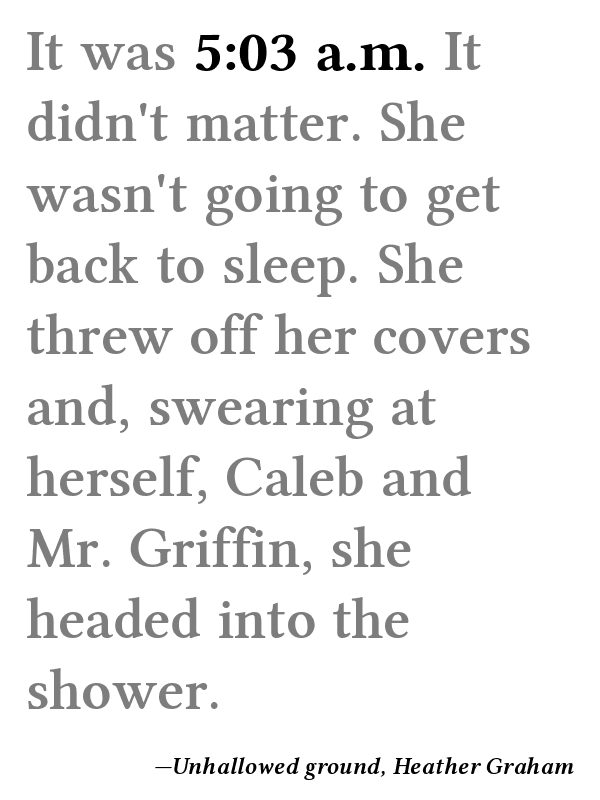 It was 5:03 a.m. It
didn't matter. She
wasn't going to get
back to sleep. She
threw off her covers
and, swearing at
herself, Caleb and
Mr. Griffin, she
headed into the
shower.
—Unhallowed ground, Heather Graham